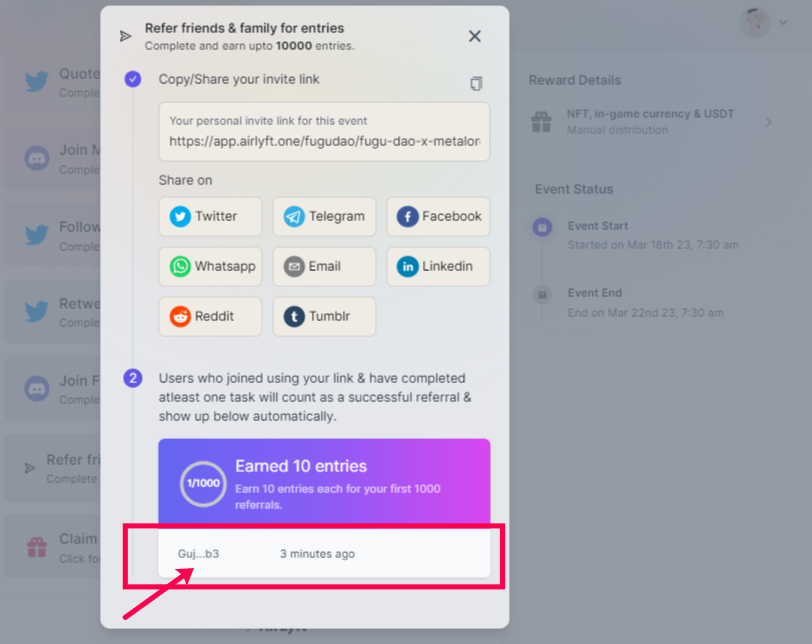 Refer friends & family for entries
Complete and earn upto 10000 entries.
Copy/Share your invite link
Your personal invite link for this event
https://app.airlyft.one/fugudao/fugu-dao-x-metalor
Share on
Twitter
Telegram
Facebook
Whatsapp
Email
Linkedin
Reddit
Tumblr
2
Users who joined using your link & have completed
atleast one task will count as a successful referral &
show up below automatically.
1/1000
Earned 10 entries
Earn 10 entries each for your first 1000
referrals.
Guj...b3
3 minutes ago
Quote
Comple
Join M
Comple
Follow
Comple
Retwe
Comple
Join F
Comple
Refer fri
Complete
Claim
Click for
Reward Details
NFT, in-game currency & USDT
Manual distribution
Event Status
Event Start
Started on Mar 18th 23, 7:30 am
Event End
End on Mar 22nd 23, 7:30 am